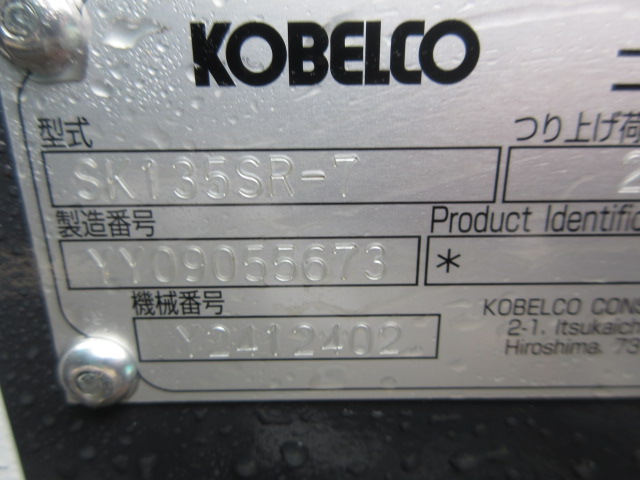 KOBELCO
型式
つり上げ荷
SK135SR-7
2
製造番号
Product Identific
YY09055673
*
機械番号
KOBELCO CONS
Y2412402
2-1. Itsukaich
Hiroshima. 73